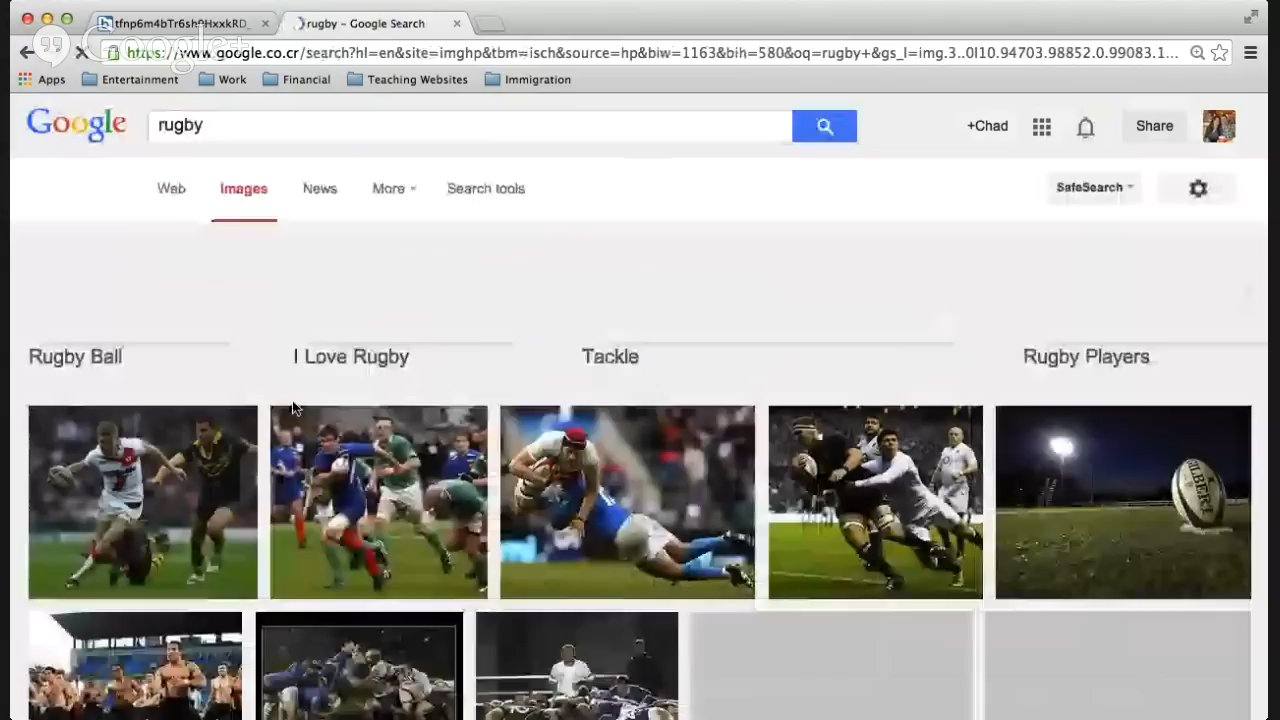 tfnp6m4bTr6sh9HxxkRD_
rugby - Google Search
Google+
https://www.google.co.cr/search?hl=en&site=imghp&tbm=isch&source=hp&biw=1163&bih=580&oq=rugby+&gs_l=img.3..0l10.94703.98852.0.99083.1...
Apps Entertainment Work Financial Teaching Websites Immigration
Google rugby +Chad Share
Web Images News More Search tools SafeSearch
Rugby Ball I Love Rugby Tackle Rugby Players
GILBERT